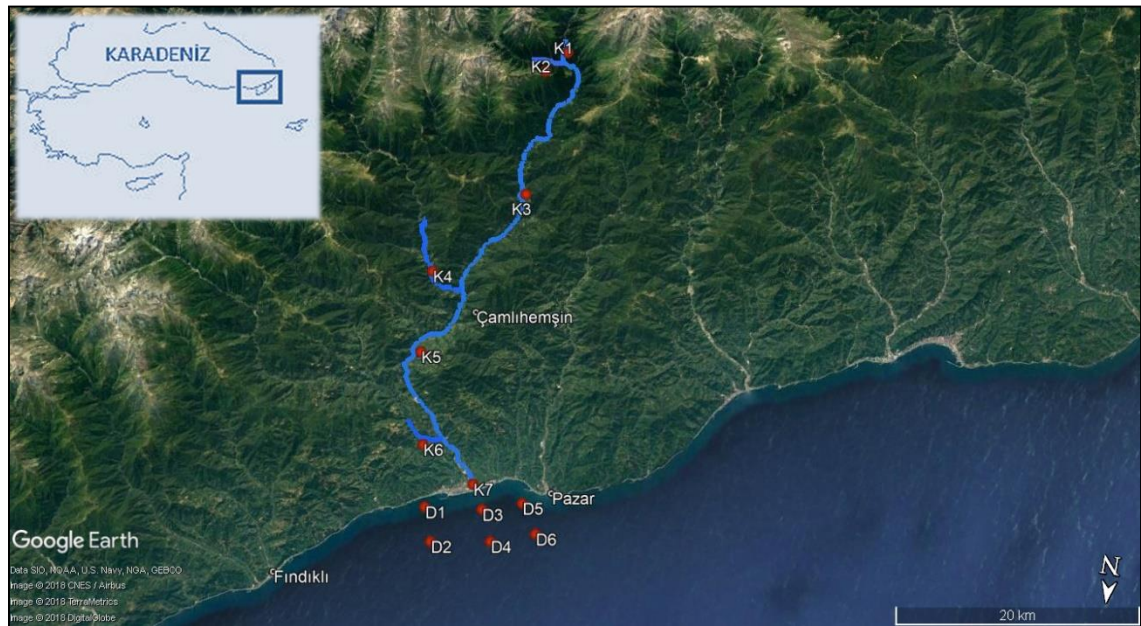 KARADENİZ
K1
K2
K3
K4
Çamlıhemşin
K5
K6
K7
Pazar
D1
D3
D5
D2
D4
D6
Google Earth
Data SIO, NOAA, U.S. Navy, NGA, GEBCO
Image © 2018 CNES / Airbus
Image © 2018 TerraMetrics
Image © 2018 DigitalGlobe
Fındıklı
N
20 km